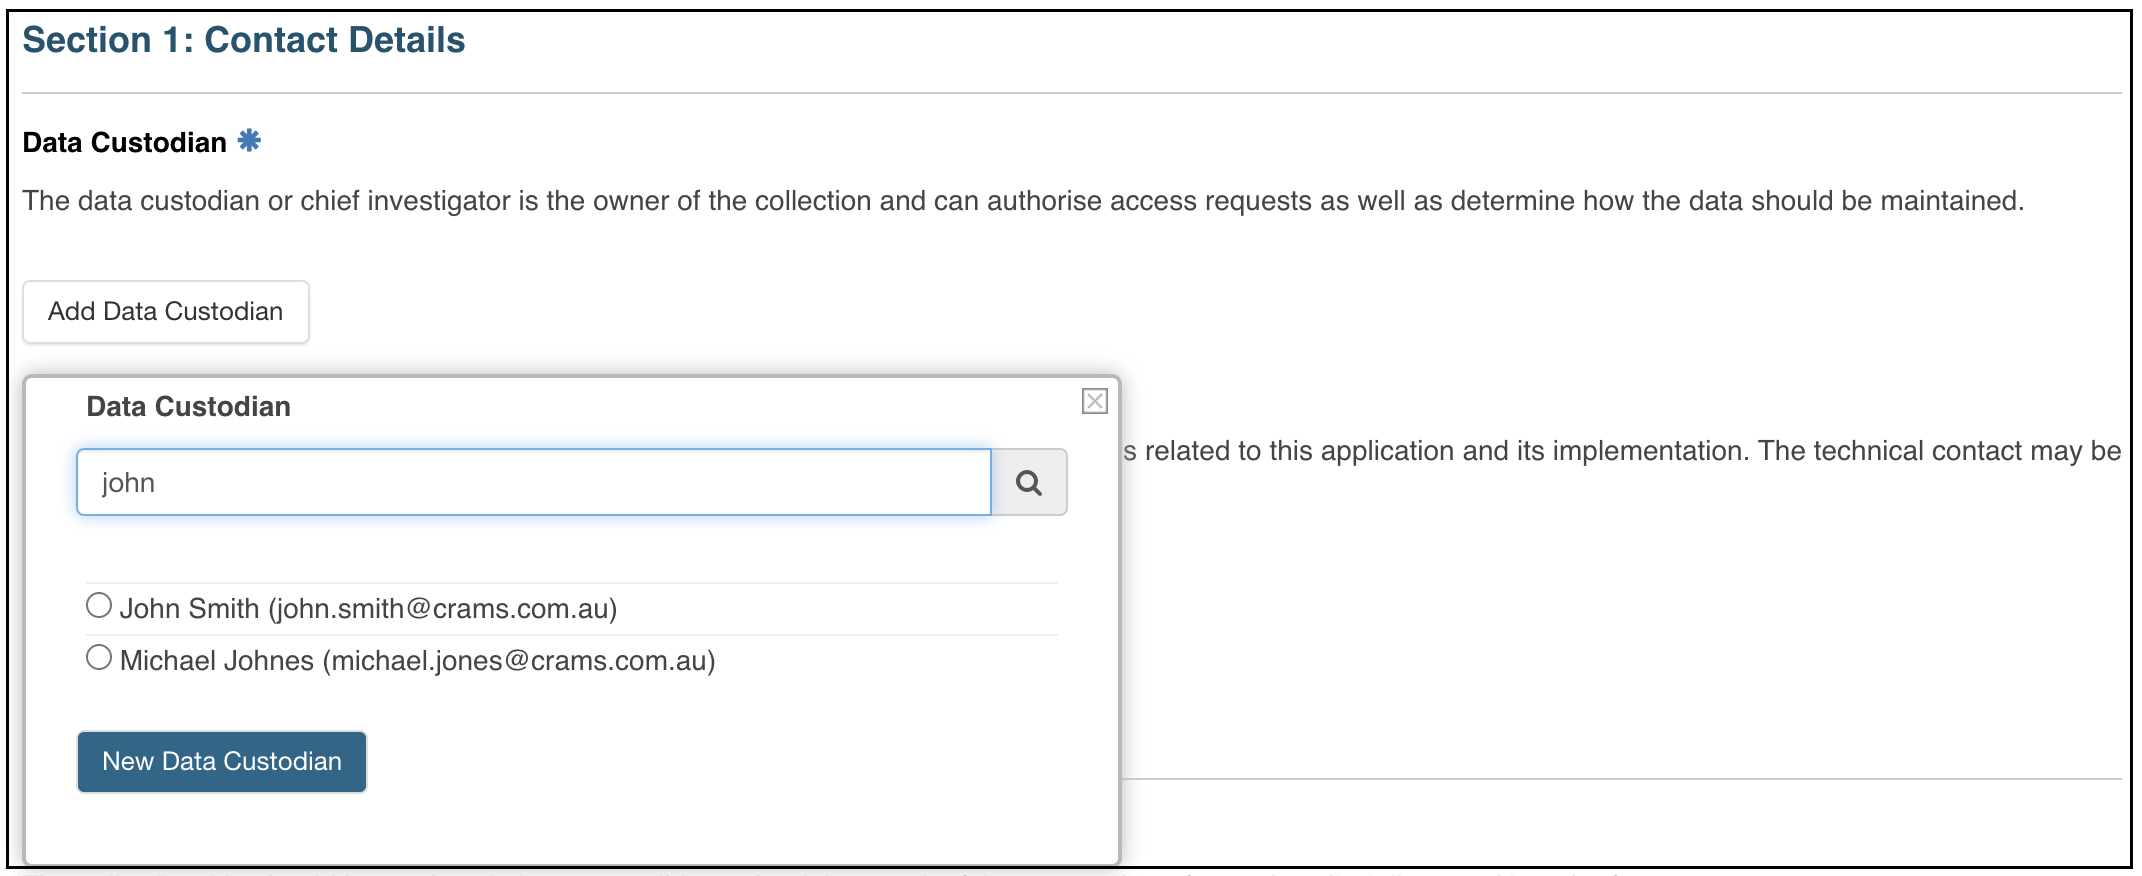 Section 1: Contact Details
Data Custodian *
The data custodian or chief investigator is the owner of the collection and can authorise access requests as well as determine how the data should be maintained.
Add Data Custodian
Data Custodian
s related to this application and its implementation. The technical contact may be
john
John Smith (john.smith@crams.com.au)
Michael Johnes (michael.jones@crams.com.au)
New Data Custodian